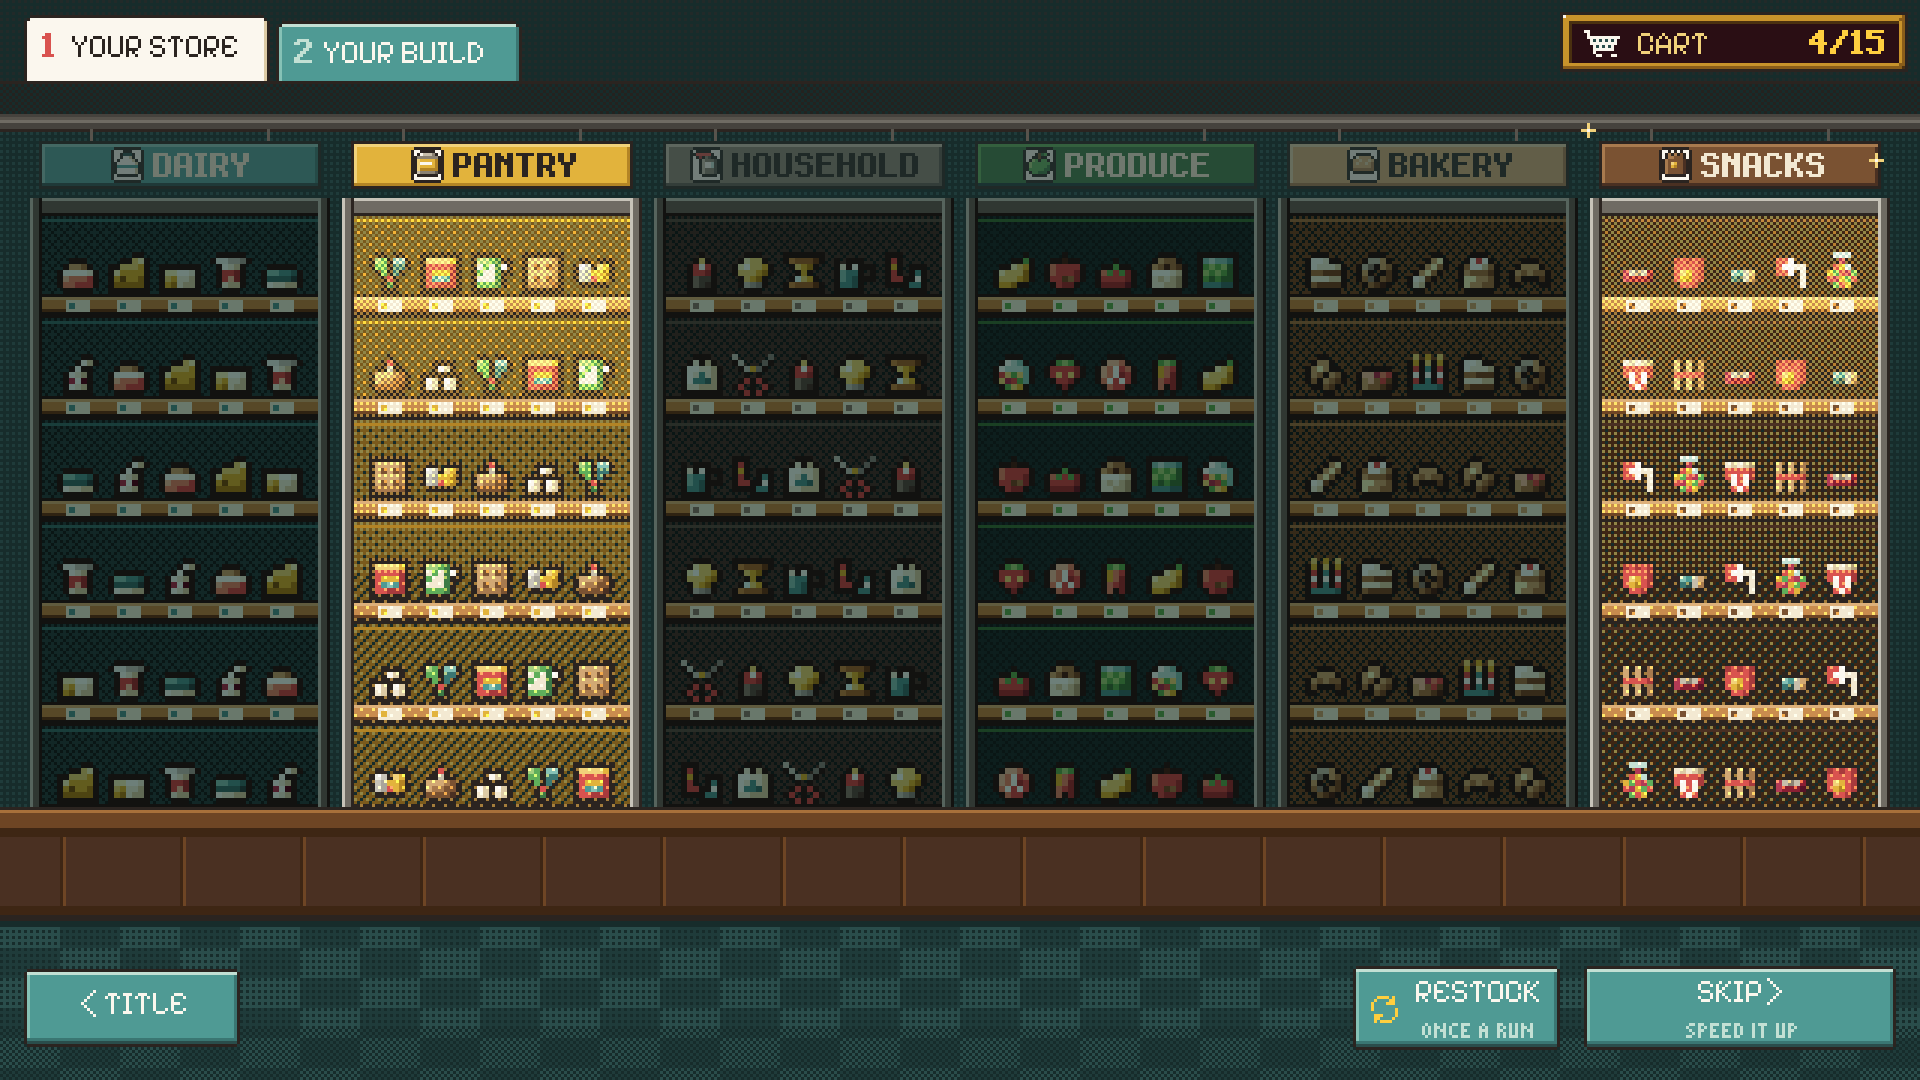 1 YOUR STORE
2 YOUR BUILD
CART 4/15
DAIRY
PANTRY
HOUSEHOLD
PRODUCE
BAKERY
SNACKS
<TITLE
RESTOCK
ONCE A RUN
SKIP>
SPEED IT UP